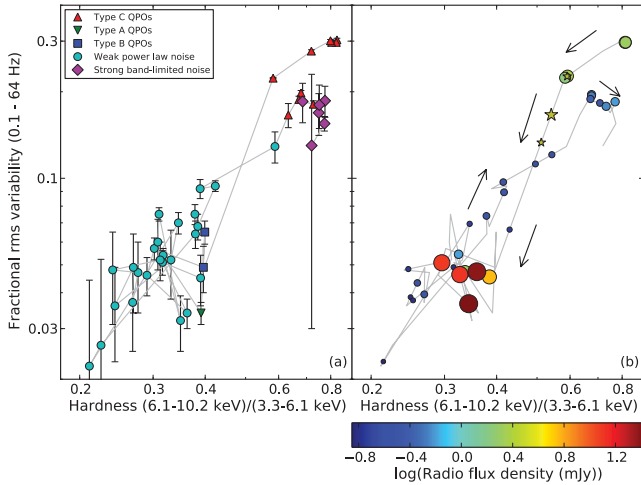 Type C QPOs
Type A QPOs
Type B QPOs
Weak power law noise
Strong band-limited noise
Fractional rms variability (0.1 - 64 Hz)
0.3
0.1
0.03
(a)
(b)
0.2 0.3 0.4 0.6 0.8
0.2 0.3 0.4 0.6 0.8
Hardness (6.1-10.2 keV)/(3.3-6.1 keV)
Hardness (6.1-10.2 keV)/(3.3-6.1 keV)
−0.8 −0.4 0.0 0.4 0.8 1.2
log(Radio flux density (mJy))